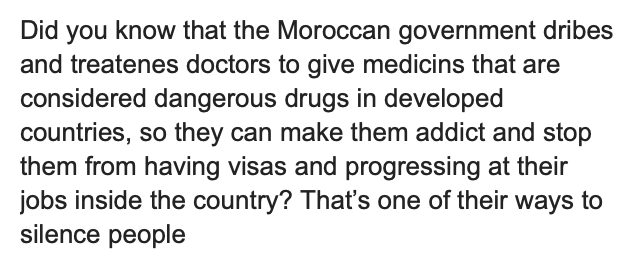 Did you know that the Moroccan government dribes
and treatenes doctors to give medicins that are
considered dangerous drugs in developed
countries, so they can make them addict and stop
them from having visas and progressing at their
jobs inside the country? That’s one of their ways to
silence people